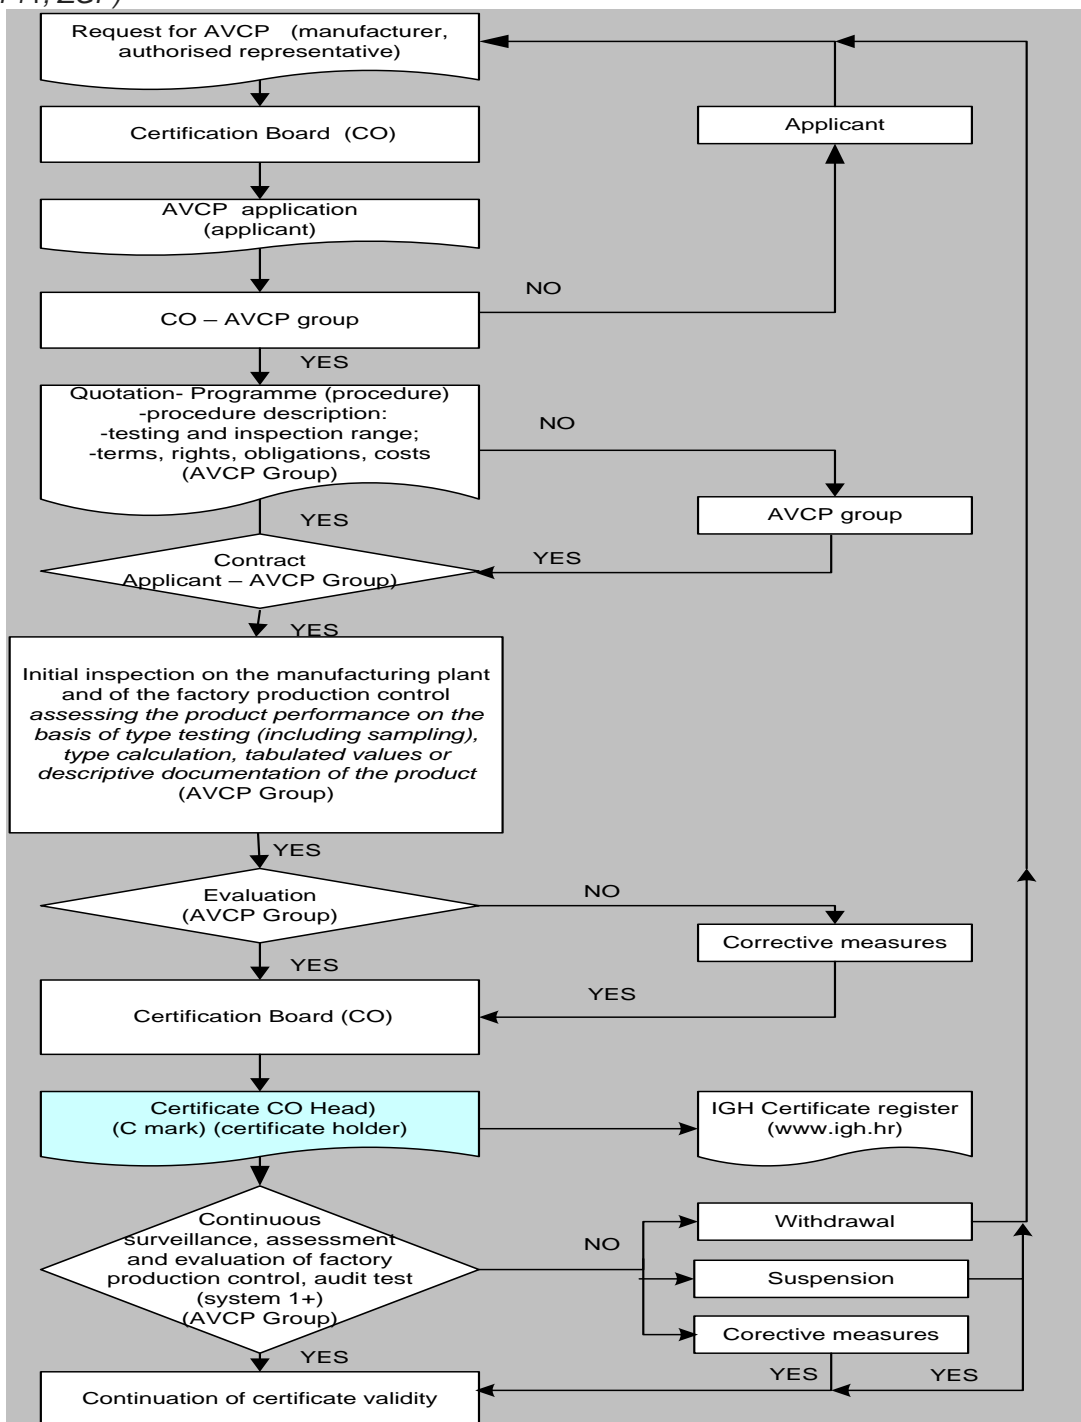 Request for AVCP (manufacturer,
authorised representative)
Certification Board (CO)
Applicant
AVCP application
(applicant)
NO
CO – AVCP group
YES
Quotation- Programme (procedure)
-procedure description:
-testing and inspection range;
-terms, rights, obligations, costs
(AVCP Group)
NO
AVCP group
YES
Contract
Applicant – AVCP Group)
YES
YES
Initial inspection on the manufacturing plant
and of the factory production control
assessing the product performance on the
basis of type testing (including sampling),
type calculation, tabulated values or
descriptive documentation of the product
(AVCP Group)
YES
Evaluation
(AVCP Group)
NO
Corrective measures
YES
YES
Certification Board (CO)
Certificate CO Head)
(C mark) (certificate holder)
IGH Certificate register
(www.igh.hr)
Continuous
surveillance, assessment
and evaluation of factory
production control, audit test
(system 1+)
(AVCP Group)
NO
Withdrawal
Suspension
Corective measures
YES
YES
YES
Continuation of certificate validity